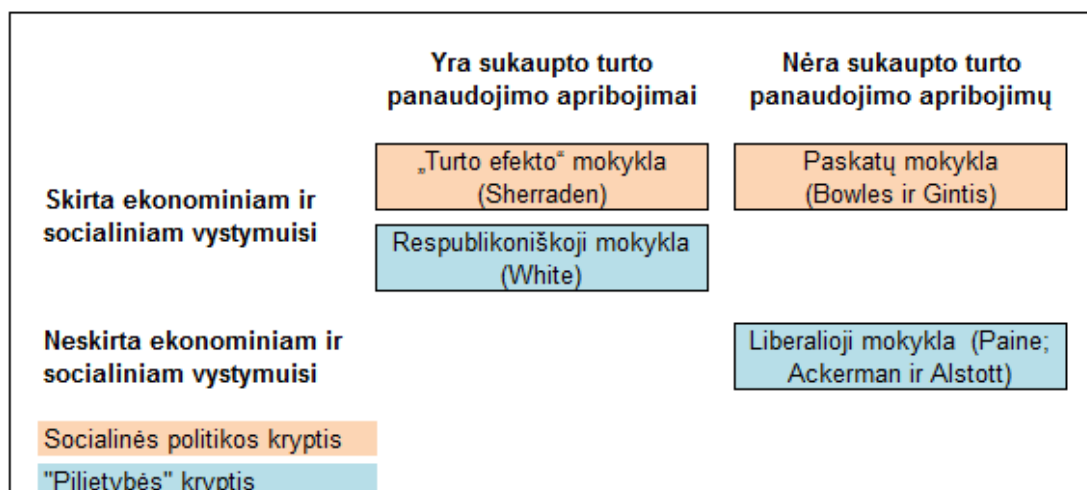 Yra sukaupto turto
panaudojimo apribojimai
Nėra sukaupto turto
panaudojimo apribojimų
Skirta ekonominiam ir
socialiniam vystymuisi
„Turto efekto“ mokykla
(Sherraden)
Paskatų mokykla
(Bowles ir Gintis)
Respublikoniškoji mokykla
(White)
Neskirta ekonominiam ir
socialiniam vystymuisi
Liberalioji mokykla (Paine;
Ackerman ir Alstott)
Socialinės politikos kryptis
"Pilietybės" kryptis